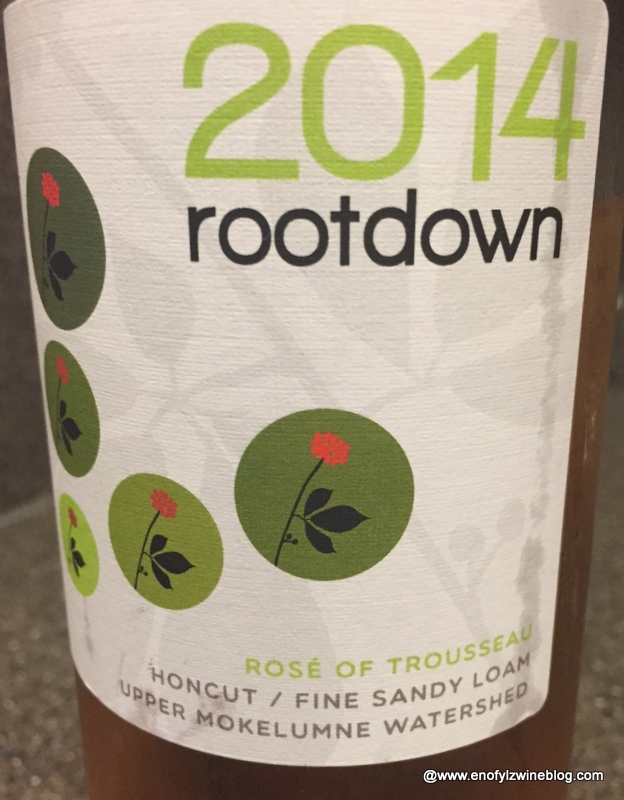 2014
rootdown
ROSÉ OF TROUSSEAU
HONCUT / FINE SANDY LOAM
UPPER MOKELUMNE WATERSHED
@www.enofylzwineblog.com